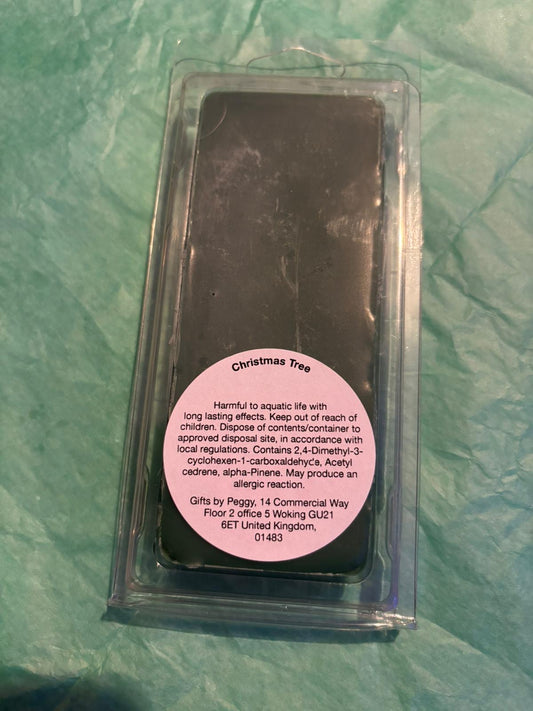 Christmas Tree
Harmful to aquatic life with
long lasting effects. Keep out of reach of
children. Dispose of contents/container to
approved disposal site, in accordance with
local regulations. Contains 2,4-Dimethyl-3-
cyclohexen-1-carboxaldehyde, Acetyl
cedrene, alpha-Pinene. May produce an
allergic reaction.
Gifts by Peggy, 14 Commercial Way
Floor 2 office 5 Woking GU21
6ET United Kingdom,
01483